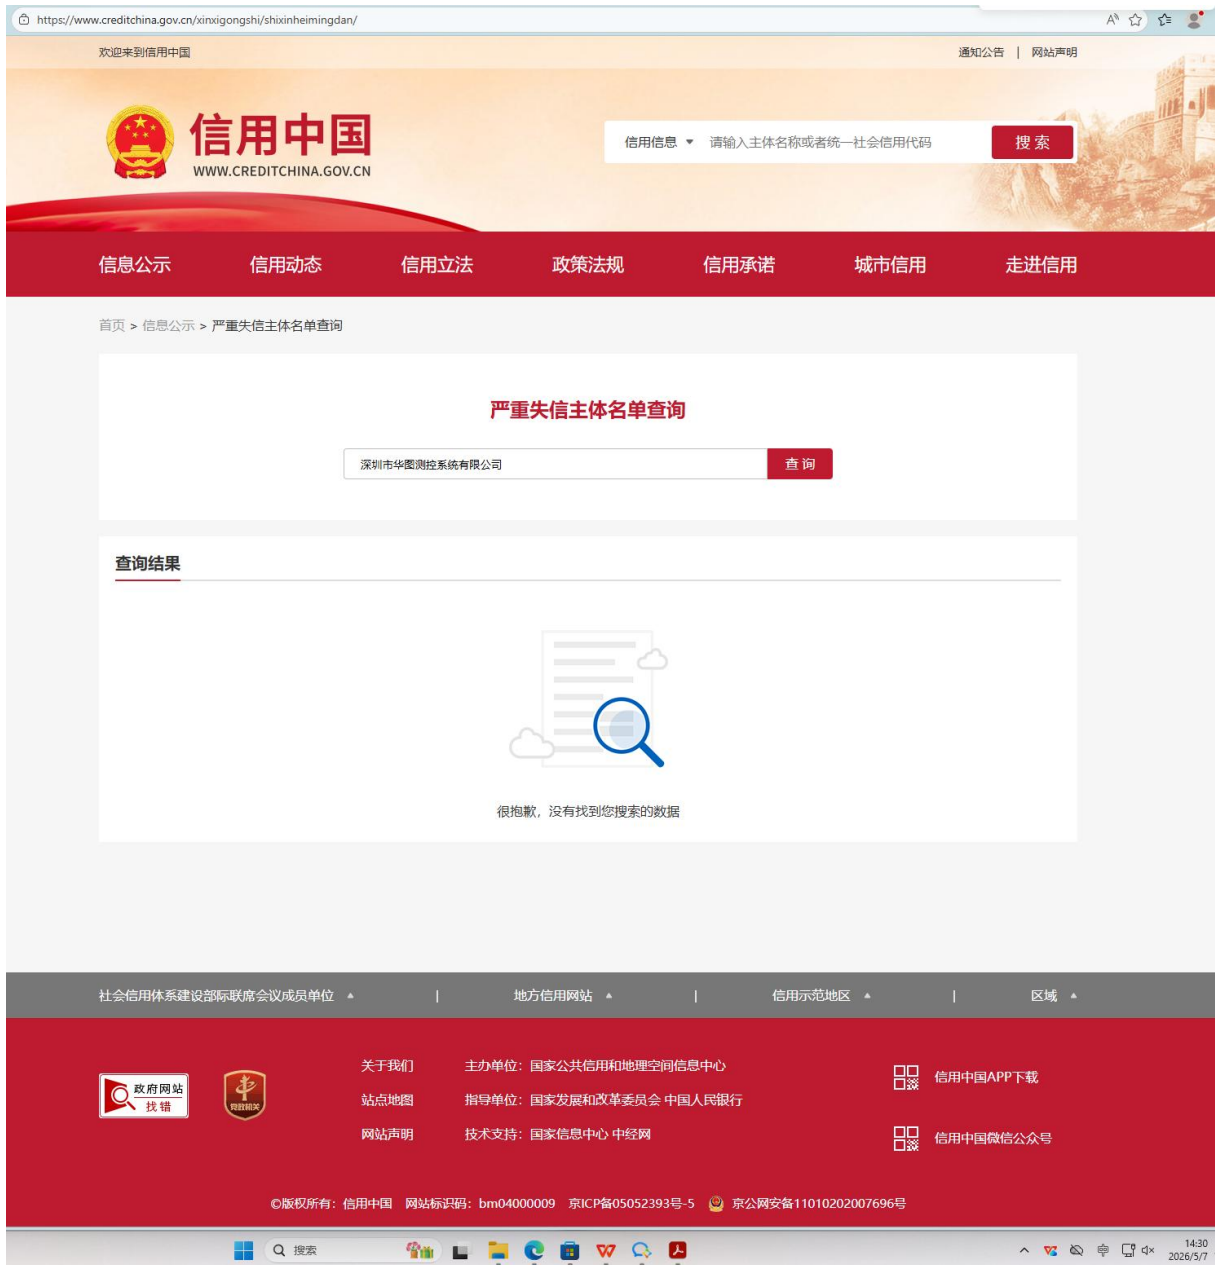 https://www.creditchina.gov.cn/xinxigongshi/shixinheimingdan/
欢迎来到信用中国
通知公告 | 网站声明
信用中国
WWW.CREDITCHINA.GOV.CN
信用信息 请输入主体名称或者统一社会信用代码 搜索
信息公示 信用动态 信用立法 政策法规 信用承诺 城市信用 走进信用
首页 > 信息公示 > 严重失信主体名单查询
严重失信主体名单查询
深圳市华图测控系统有限公司 查询
查询结果
很抱歉，没有找到您搜索的数据
社会信用体系建设部际联席会议成员单位 | 地方信用网站 | 信用示范地区 | 区域
政府网站
找错
党政机关
关于我们 主办单位：国家公共信用和地理空间信息中心
信用中国APP下载
站点地图 指导单位：国家发展和改革委员会 中国人民银行
网站声明 技术支持：国家信息中心 中经网
信用中国微信公众号
©版权所有：信用中国 网站标识码：bm04000009 京ICP备05052393号-5 京公网安备11010202007696号
搜索
中
14:30
2026/5/7